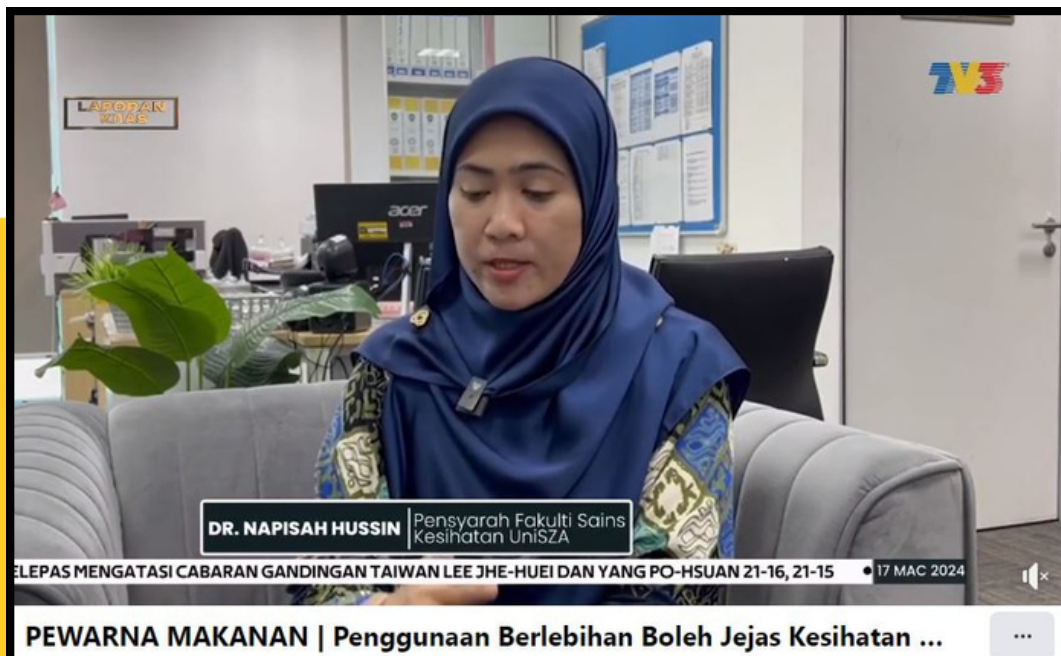 LAPORAN
KHAS
TV3
acer
DR. NAPISAH HUSSIN
Pensyarah Fakulti Sains
Kesihatan UniSZA
ELEPAS MENGATASI CABARAN GANDINGAN TAIWAN LEE JHE-HUEI DAN YANG PO-HSUAN 21-16, 21-15
17 MAC 2024
PEWARNA MAKANAN | Penggunaan Berlebihan Boleh Jejas Kesihatan ...